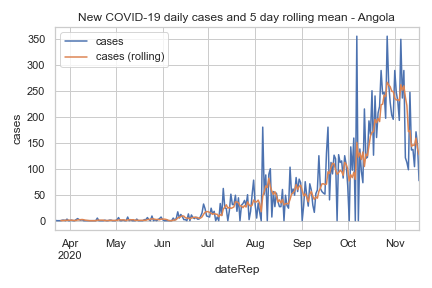 New COVID-19 daily cases and 5 day rolling mean - Angola
cases
cases (rolling)
350
300
250
200
150
100
50
0
cases
Apr
2020
May
Jun
Jul
Aug
Sep
Oct
Nov
dateRep